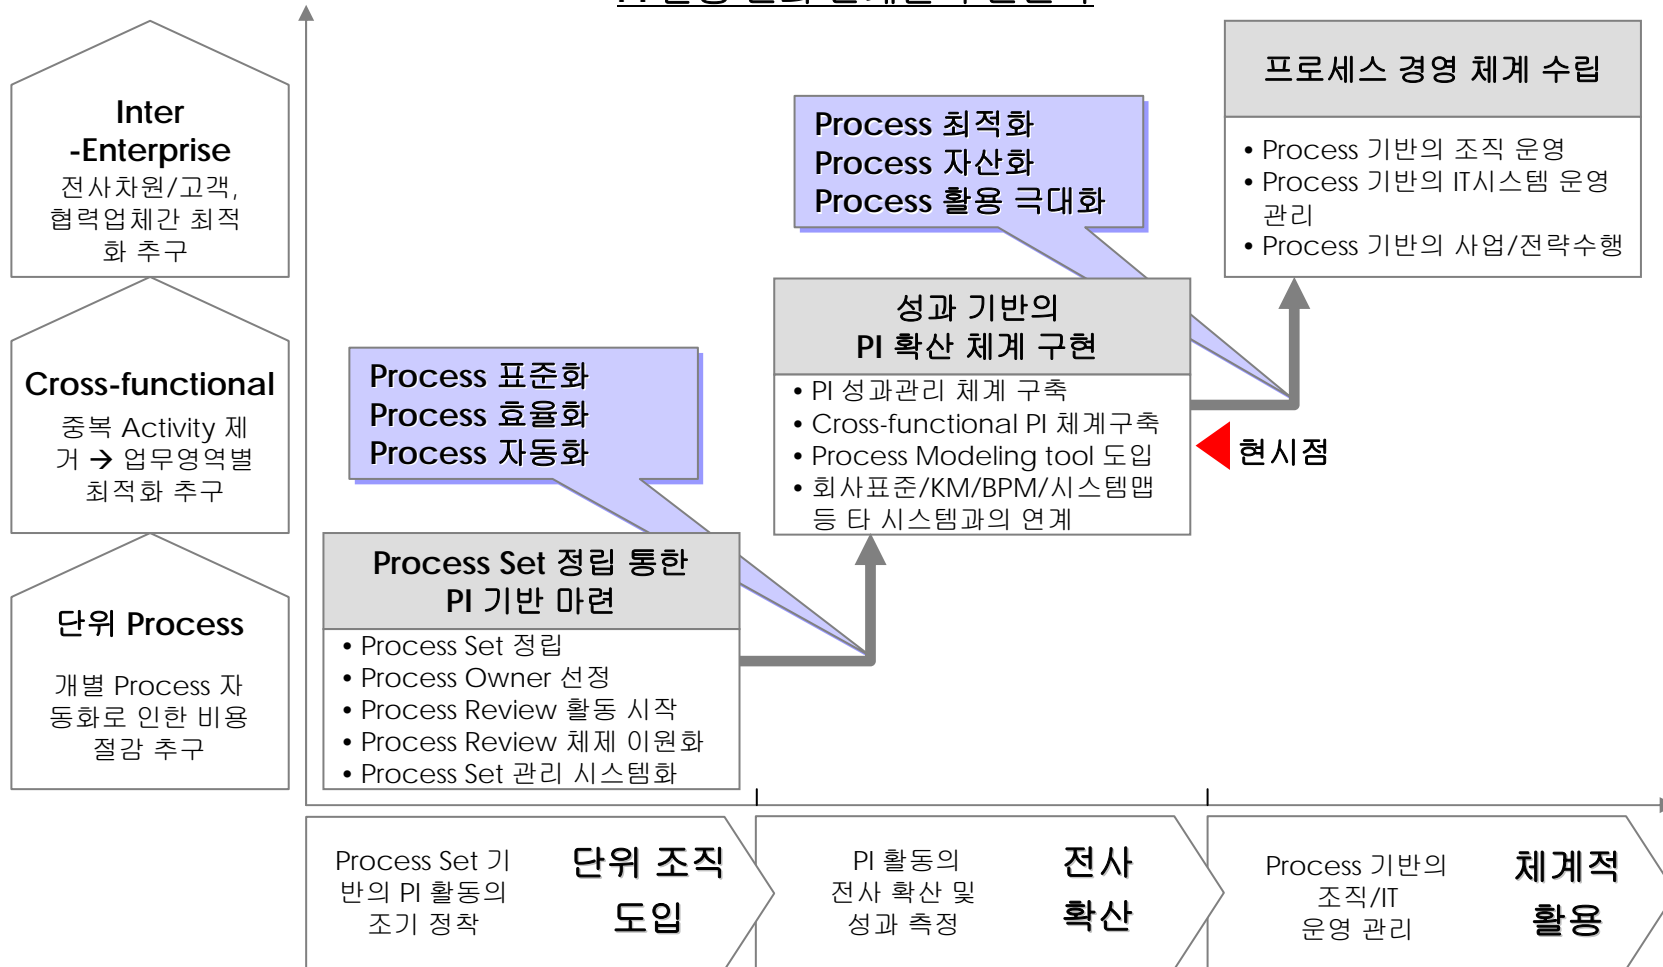 Inter
-Enterprise
전사차원/고객,
협력업체간 최적
화 추구
Cross-functional
중복 Activity 제
거 → 업무영역별
최적화 추구
단위 Process
개별 Process 자
동화로 인한 비용
절감 추구
Process 표준화
Process 효율화
Process 자동화
Process Set 정립 통한
PI 기반 마련
• Process Set 정립
• Process Owner 선정
• Process Review 활동 시작
• Process Review 체제 이원화
• Process Set 관리 시스템화
Process 최적화
Process 자산화
Process 활용 극대화
성과 기반의
PI 확산 체계 구현
• PI 성과관리 체계 구축
• Cross-functional PI 체계구축
• Process Modeling tool 도입
• 회사표준/KM/BPM/시스템맵
등 타 시스템과의 연계
현시점
프로세스 경영 체계 수립
• Process 기반의 조직 운영
• Process 기반의 IT시스템 운영
관리
• Process 기반의 사업/전략수행
Process Set 기
반의 PI 활동의
조기 정착
단위 조직
도입
PI 활동의
전사 확산 및
성과 측정
전사
확산
Process 기반의
조직/IT
운영 관리
체계적
활용